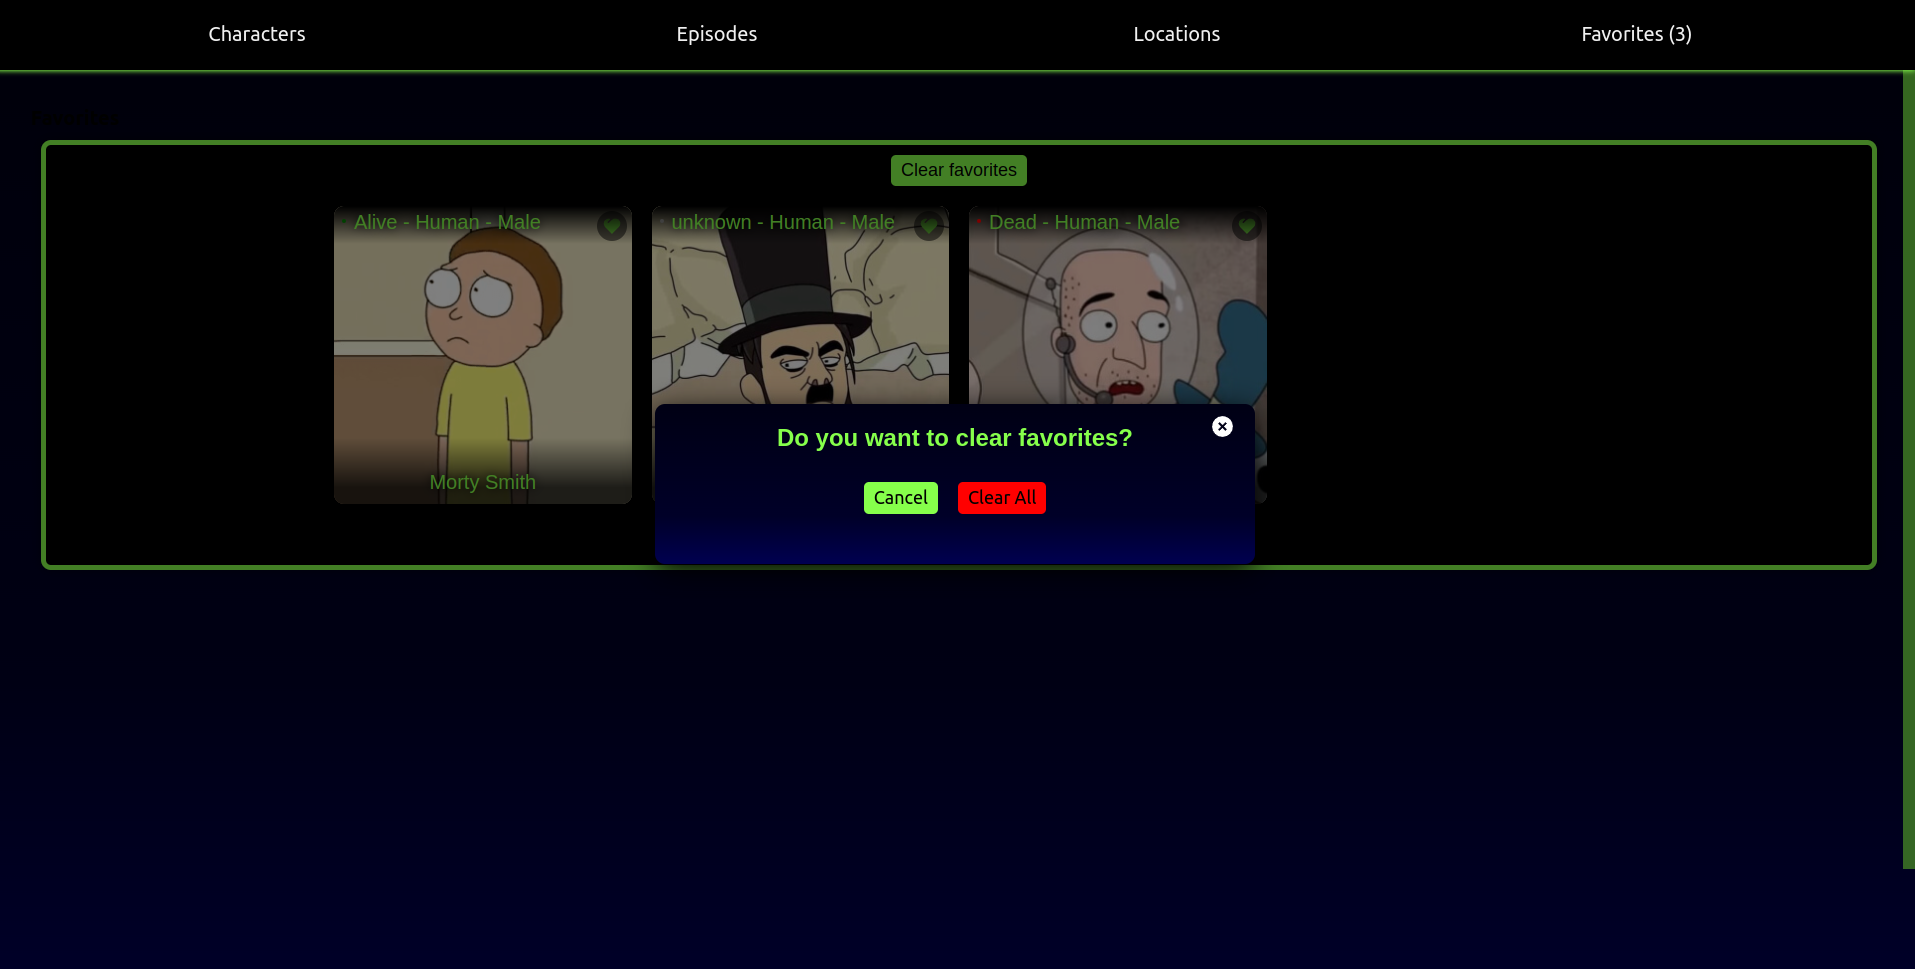 Characters Episodes Locations Favorites (3)
Clear favorites
Alive - Human - Male
unknown - Human - Male
Dead - Human - Male
Morty Smith
Do you want to clear favorites?
Cancel Clear All